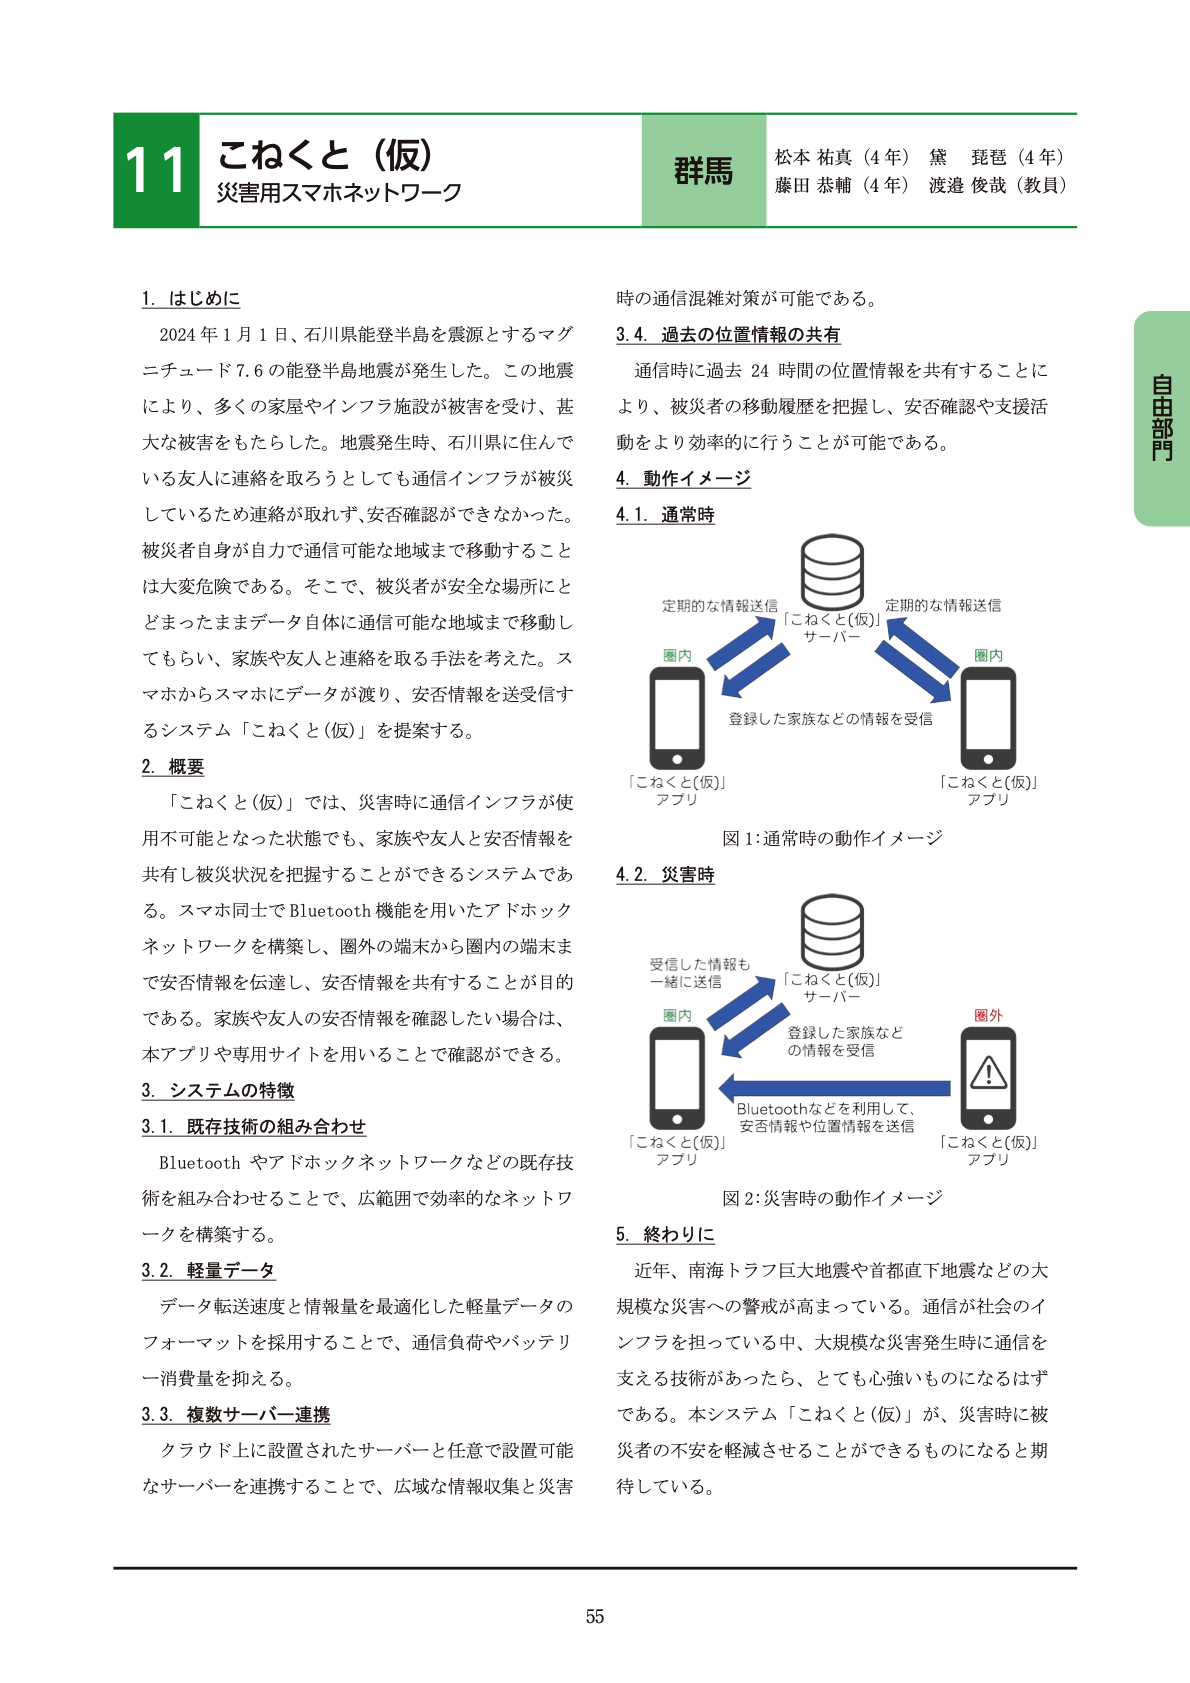 11
こねくと（仮）
災害用スマホネットワーク
群馬
松本 祐真（4 年） 黛　琵琶（4 年）
藤田 恭輔（4 年） 渡邉 俊哉（教員）
自由部門
1. はじめに
2024 年 1 月 1 日、石川県能登半島を震源とするマグ
ニチュード 7.6 の能登半島地震が発生した。この地震
により、多くの家屋やインフラ施設が被害を受け、甚
大な被害をもたらした。地震発生時、石川県に住んで
いる友人に連絡を取ろうとしても通信インフラが被災
しているため連絡が取れず、安否確認ができなかった。
被災者自身が自力で通信可能な地域まで移動すること
は大変危険である。そこで、被災者が安全な場所にと
どまったままデータ自体に通信可能な地域まで移動し
てもらい、家族や友人と連絡を取る手法を考えた。ス
マホからスマホにデータが渡り、安否情報を送受信す
るシステム「こねくと(仮)」を提案する。
2. 概要
「こねくと(仮)」では、災害時に通信インフラが使
用不可能となった状態でも、家族や友人と安否情報を
共有し被災状況を把握することができるシステムであ
る。スマホ同士で Bluetooth 機能を用いたアドホック
ネットワークを構築し、圏外の端末から圏内の端末ま
で安否情報を伝達し、安否情報を共有することが目的
である。家族や友人の安否情報を確認したい場合は、
本アプリや専用サイトを用いることで確認ができる。
3. システムの特徴
3.1. 既存技術の組み合わせ
Bluetooth やアドホックネットワークなどの既存技
術を組み合わせることで、広範囲で効率的なネットワ
ークを構築する。
3.2. 軽量データ
データ転送速度と情報量を最適化した軽量データの
フォーマットを採用することで、通信負荷やバッテリ
ー消費量を抑える。
3.3. 複数サーバー連携
クラウド上に設置されたサーバーと任意で設置可能
なサーバーを連携することで、広域な情報収集と災害
時の通信混雑対策が可能である。
3.4. 過去の位置情報の共有
通信時に過去 24 時間の位置情報を共有することに
より、被災者の移動履歴を把握し、安否確認や支援活
動をより効率的に行うことが可能である。
4. 動作イメージ
4.1. 通常時
定期的な情報送信
定期的な情報送信
「こねくと(仮)」
サーバー
圏内
圏内
登録した家族などの情報を受信
「こねくと(仮)」
アプリ
「こねくと(仮)」
アプリ
図 1:通常時の動作イメージ
4.2. 災害時
受信した情報も
一緒に送信
「こねくと(仮)」
サーバー
圏内
圏外
登録した家族など
の情報を受信
Bluetoothなどを利用して、
安否情報や位置情報を送信
「こねくと(仮)」
アプリ
「こねくと(仮)」
アプリ
図 2:災害時の動作イメージ
5. 終わりに
近年、南海トラフ巨大地震や首都直下地震などの大
規模な災害への警戒が高まっている。通信が社会のイ
ンフラを担っている中、大規模な災害発生時に通信を
支える技術があったら、とても心強いものになるはず
である。本システム「こねくと(仮)」が、災害時に被
災者の不安を軽減させることができるものになると期
待している。
55